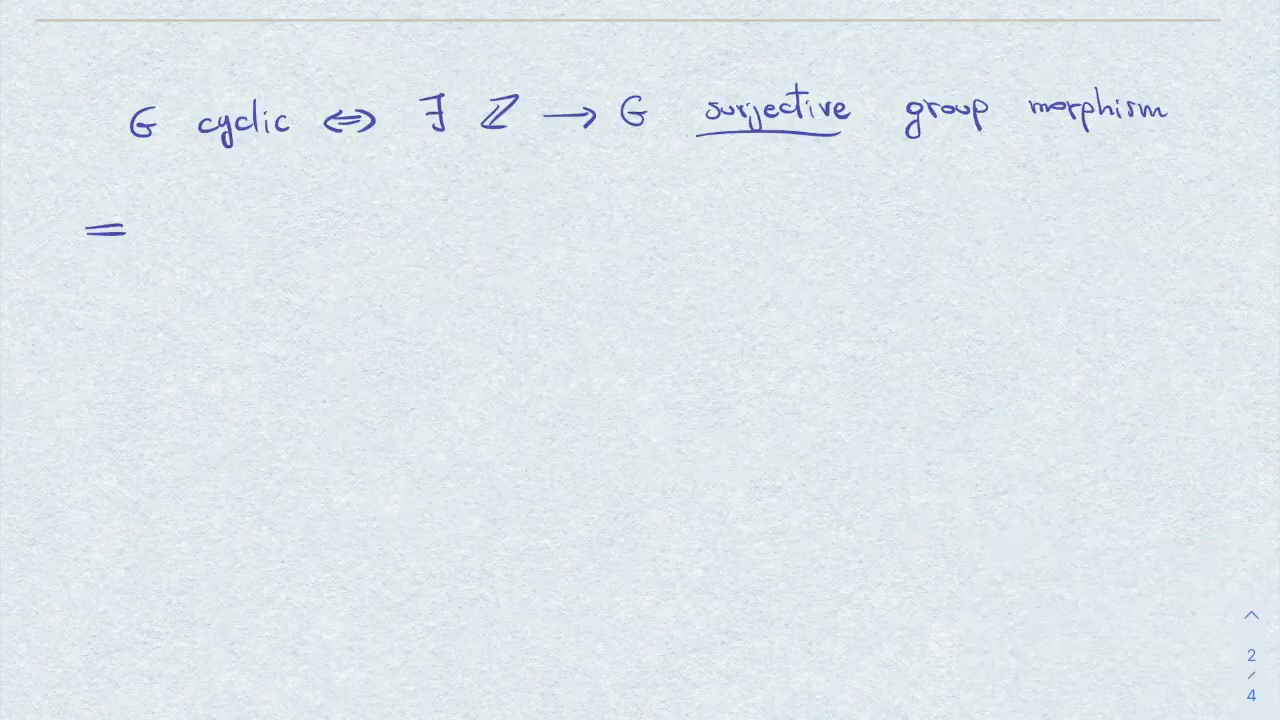 G cyclic ⇔ ∃ ℤ → G surjective group morphism
=
2
/
4